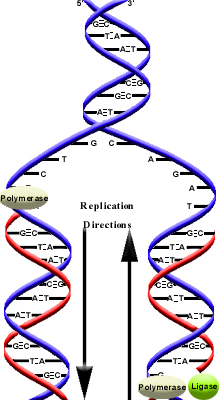 5' 3'
G=C
T=A
A=T
C=G
G=C
A=T
G C
T A
C G
Polymerase A
Replication T
Directions
G=C G=C
T=A T=A
A=T A=T
C=G C=G
A=T A=T
A=T A=T
G=C G=C
T=A T=A
G=C G
Polymerase Ligase